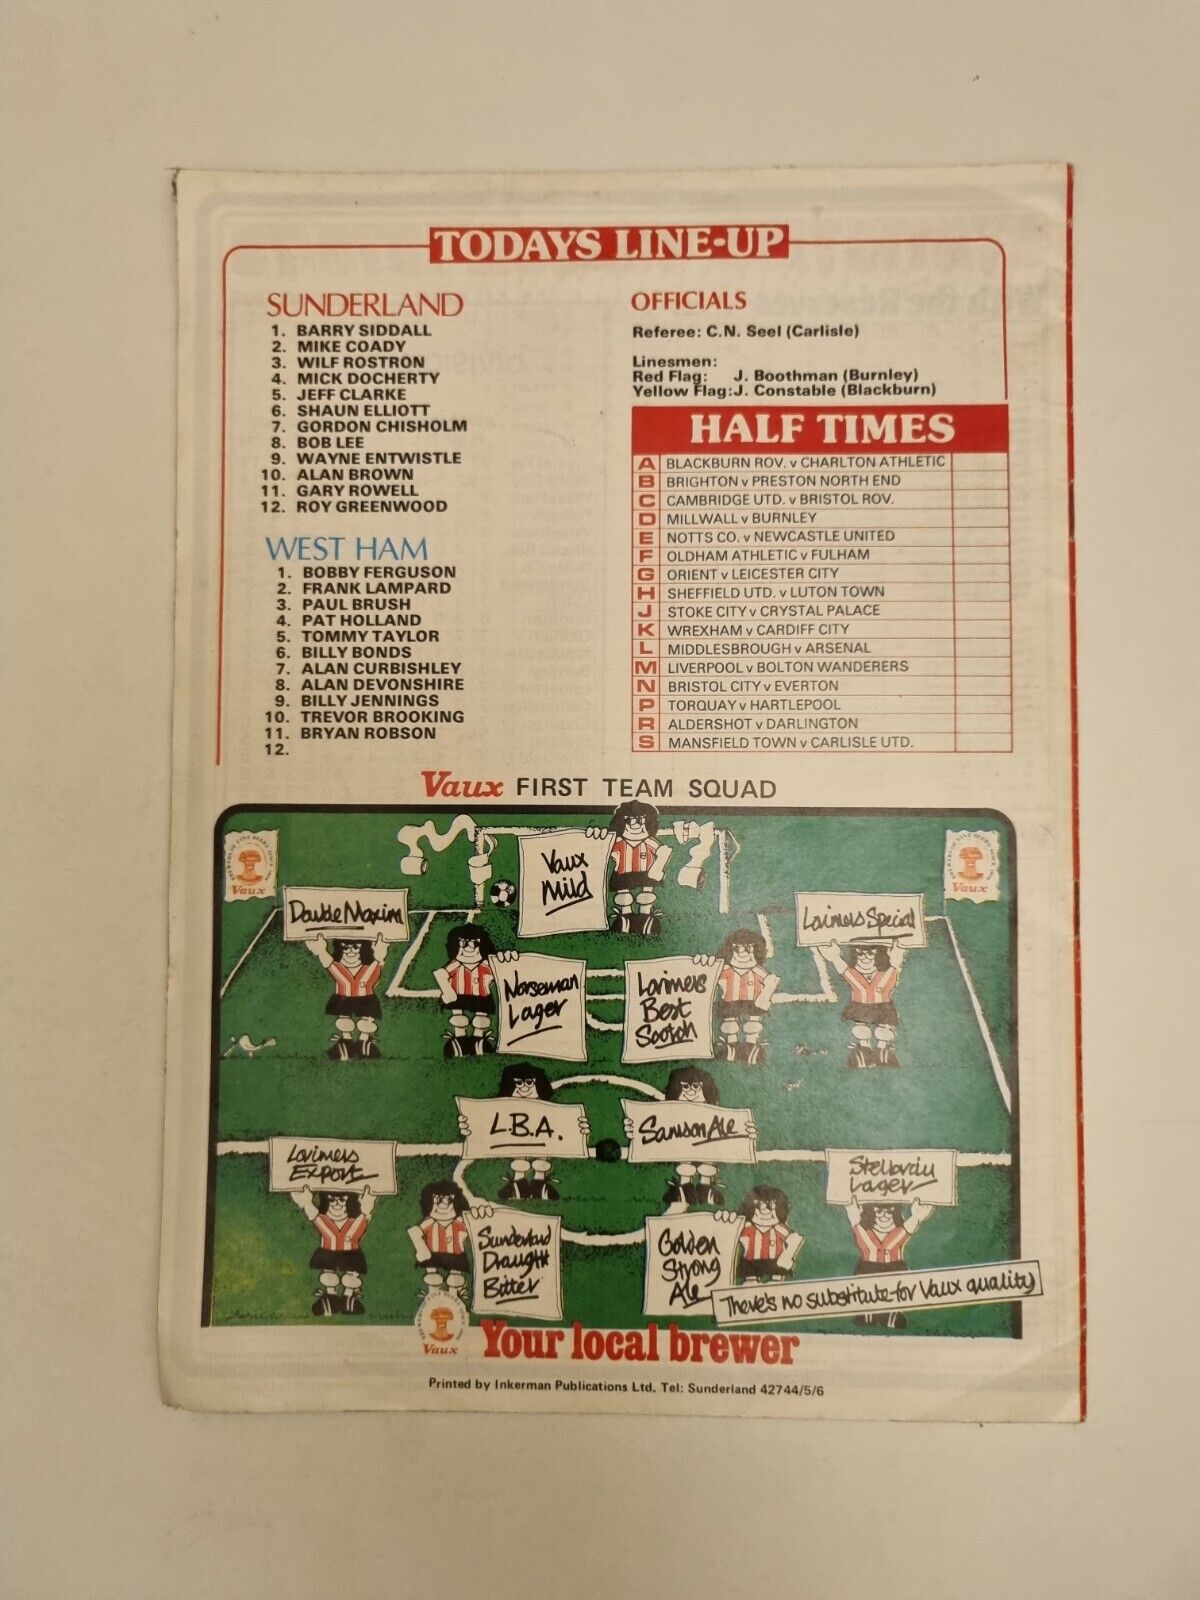 TODAYS LINE-UP
SUNDERLAND
1. BARRY SIDDALL
2. MIKE COADY
3. WILF ROSTRON
4. MICK DOCHERTY
5. JEFF CLARKE
6. SHAUN ELLIOTT
7. GORDON CHISHOLM
8. BOB LEE
9. WAYNE ENTWISTLE
10. ALAN BROWN
11. GARY ROWELL
12. ROY GREENWOOD
WEST HAM
1. BOBBY FERGUSON
2. FRANK LAMPARD
3. PAUL BRUSH
4. PAT HOLLAND
5. TOMMY TAYLOR
6. BILLY BONDS
7. ALAN CURBISHLEY
8. ALAN DEVONSHIRE
9. BILLY JENNINGS
10. TREVOR BROOKING
11. BRYAN ROBSON
12.
OFFICIALS
Referee: C.N. Seel (Carlisle)
Linesmen:
Red Flag: J. Boothman (Burnley)
Yellow Flag: J. Constable (Blackburn)
HALF TIMES
A BLACKBURN ROV. v CHARLTON ATHLETIC
B BRIGHTON v PRESTON NORTH END
C CAMBRIDGE UTD. v BRISTOL ROV.
D MILLWALL v BURNLEY
E NOTTS CO. v NEWCASTLE UNITED
F OLDHAM ATHLETIC v FULHAM
G ORIENT v LEICESTER CITY
H SHEFFIELD UTD. v LUTON TOWN
J STOKE CITY v CRYSTAL PALACE
K WREXHAM v CARDIFF CITY
L MIDDLESBROUGH v ARSENAL
M LIVERPOOL v BOLTON WANDERERS
N BRISTOL CITY v EVERTON
P TORQUAY v HARTLEPOOL
R ALDERSHOT v DARLINGTON
S MANSFIELD TOWN v CARLISLE UTD.
Vaux FIRST TEAM SQUAD
Vaux
Mild
Vaux
Vaux
Double Maxim
Lorimers Special
Norseman
Lager
Lorimers
Best
Scotch
L.B.A.
Samson Ale
Lorimers
Export
Lager
Sunderland
Draught
Bitter
Golden
Strong
Ale
There's no substitute for Vaux quality
Vaux
Your local brewer
Printed by Inkerman Publications Ltd. Tel: Sunderland 42744/5/6